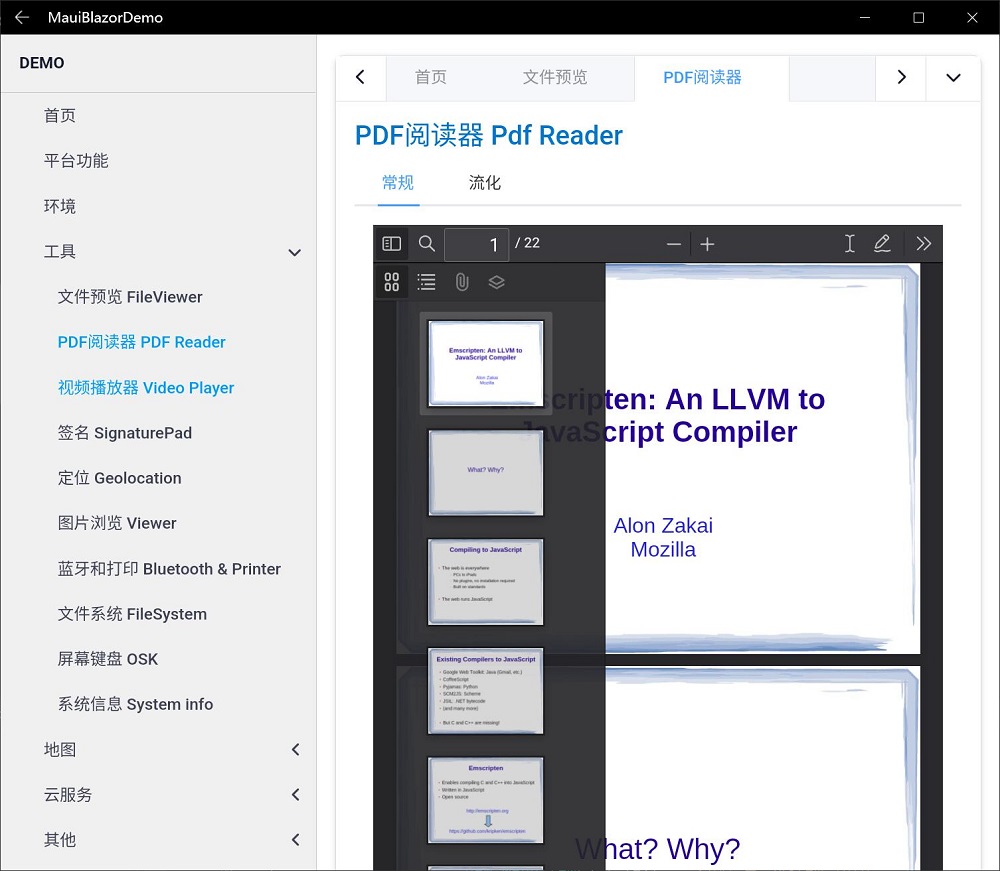 MauiBlazorDemo
DEMO
首页
平台功能
环境
工具
文件预览 FileViewer
PDF阅读器 PDF Reader
视频播放器 Video Player
签名 SignaturePad
定位 Geolocation
图片浏览 Viewer
蓝牙和打印 Bluetooth & Printer
文件系统 FileSystem
屏幕键盘 OSK
系统信息 System info
地图
云服务
其他
首页 文件预览 PDF阅读器
PDF阅读器 Pdf Reader
常规 流化
1 / 22
Emscripten: An LLVM to
JavaScript Compiler
Alon Zakai
Mozilla
What? Why?
Compiling to JavaScript
The web is everywhere
PCs to iPads
No plugins, no installation required
Built on standards
The web runs JavaScript
Existing Compilers to JavaScript
Google Web Toolkit: Java (Gmail, etc.)
CoffeeScript
Pyjamas: Python
SCM2JS: Scheme
JSIL: .NET bytecode
(and many more)
But C and C++ are missing!
Emscripten
Enables compiling C and C++ into JavaScript
Written in JavaScript
Open source
http://emscripten.org
https://github.com/kripken/emscripten
Emscripten: An LLVM to
JavaScript Compiler
Alon Zakai
Mozilla
What? Why?